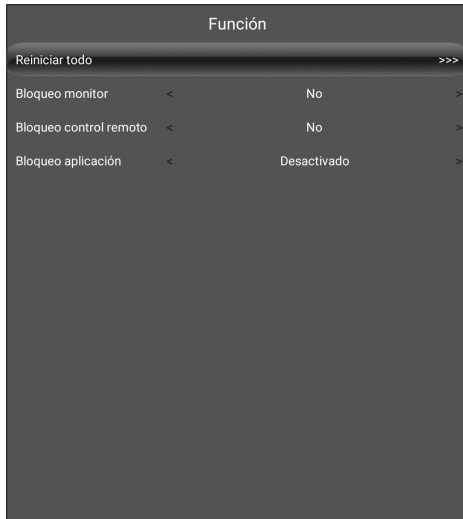 Función
Reiniciar todo >>>
Bloqueo monitor < No >
Bloqueo control remoto < No >
Bloqueo aplicación < Desactivado >